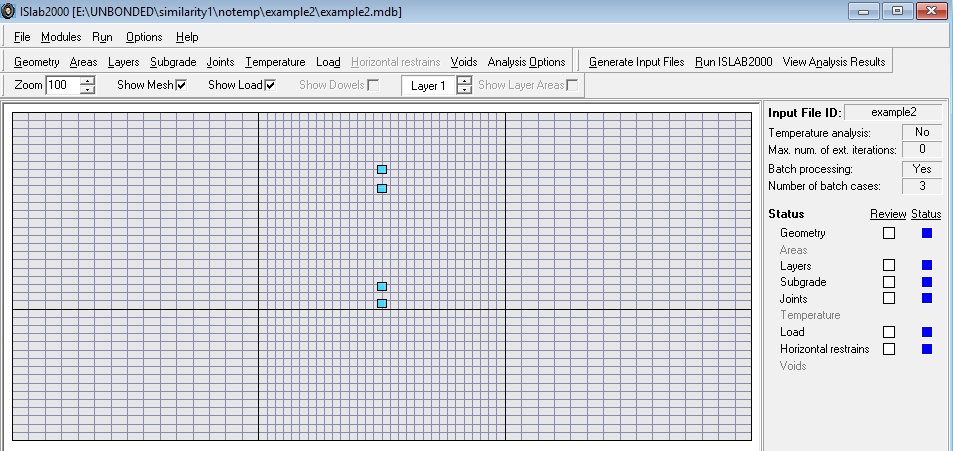 ISlab2000 [E:\UNBONDED\similarity1\notemp\example2\example2.mdb]
File Modules Run Options Help
Geometry Areas Layers Subgrade Joints Temperature Load Horizontal restrains Voids Analysis Options Generate Input Files Run ISLAB2000 View Analysis Results
Zoom 100 Show Mesh Show Load Show Dowels Layer 1 Show Layer Areas
Input File ID: example2
Temperature analysis: No
Max. num. of ext. iterations: 0
Batch processing: Yes
Number of batch cases: 3
Status Review Status
Geometry
Areas
Layers
Subgrade
Joints
Temperature
Load
Horizontal restrains
Voids